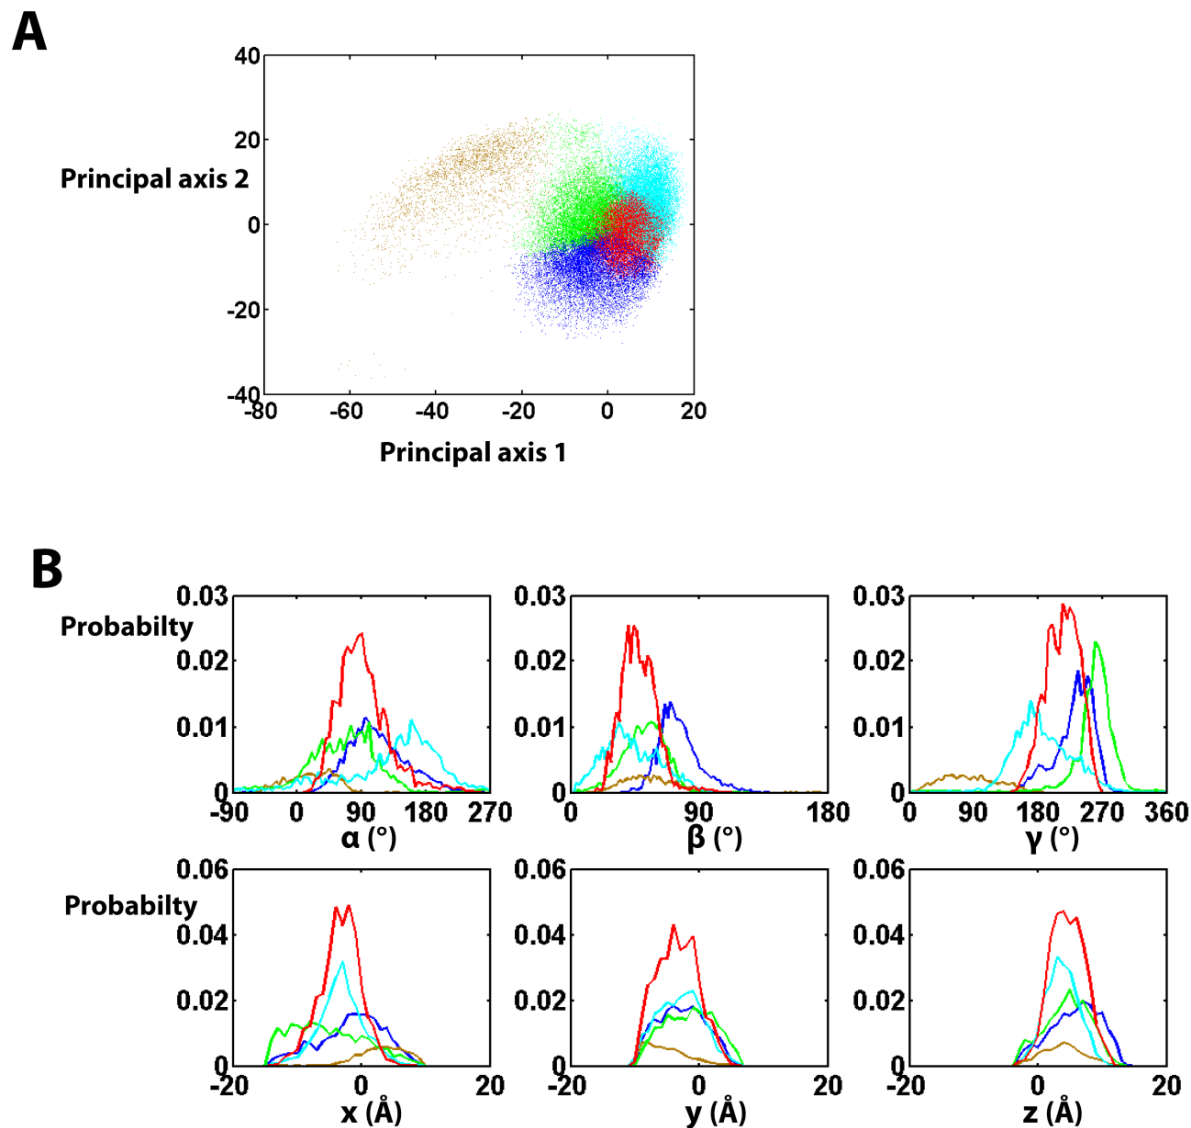 A
40
20
Principal axis 2
0
-20
-40
-80 -60 -40 -20 0 20
Principal axis 1
B
0.03 0.03 0.03
Probabilty
0.02 0.02 0.02
0.01 0.01 0.01
0 0 0
-90 0 90 180 270 0 90 180 0 90 180 270 360
α (°) β (°) γ (°)
0.06 0.06 0.06
Probabilty
0.04 0.04 0.04
0.02 0.02 0.02
0 0 0
-20 0 20 -20 0 20 -20 0 20
x (Å) y (Å) z (Å)